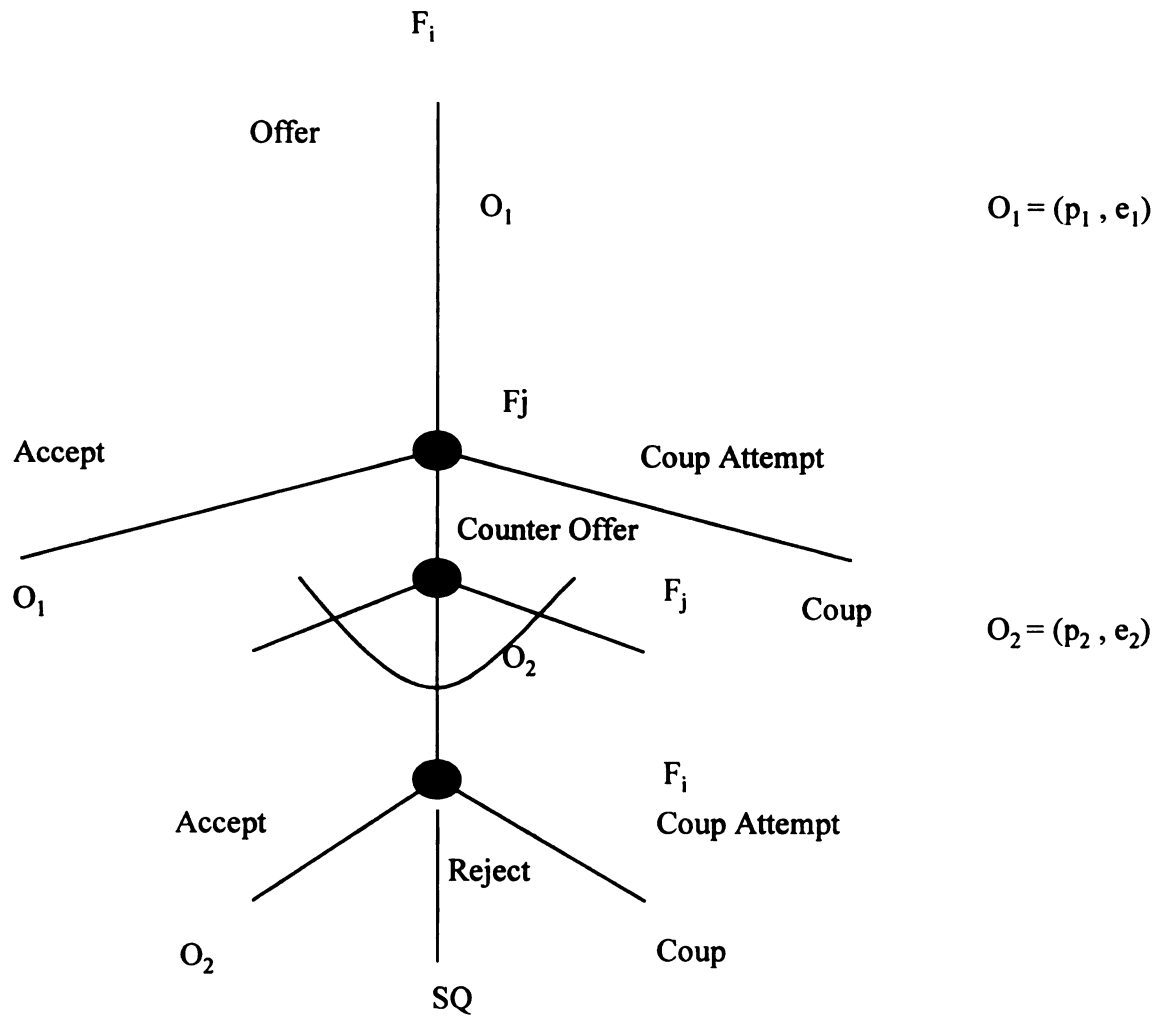 Fi
Offer
O1
O1 = (p1 , e1)
Fj
Accept
Coup Attempt
Counter Offer
O1
Fj
Coup
O2 = (p2 , e2)
O2
Fi
Accept
Coup Attempt
Reject
O2
Coup
SQ